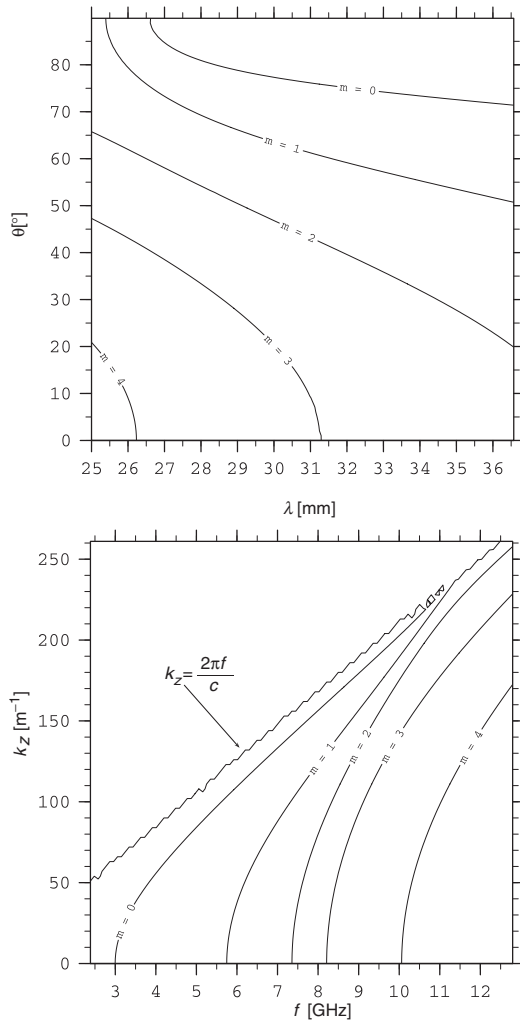 80
70
60
50
40
30
20
10
0
θ[°]
m = 0
m = 1
m = 2
m = 3
m = 4
25 26 27 28 29 30 31 32 33 34 35 36
λ [mm]
250
200
150
100
50
0
k_z [m⁻¹]
k_z = 2πf / c
m = 0
m = 1
m = 2
m = 3
m = 4
3 4 5 6 7 8 9 10 11 12
f [GHz]